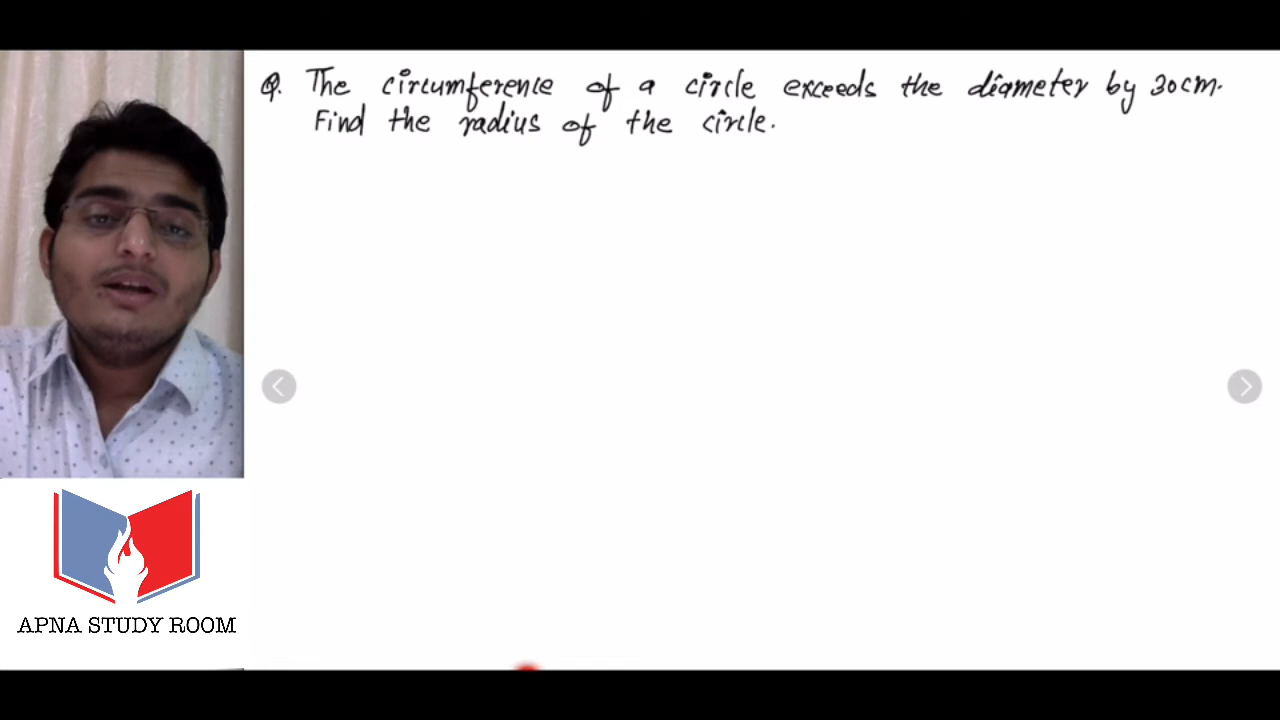 Q. The circumference of a circle exceeds the diameter by 30cm.
Find the radius of the circle.
APNA STUDY ROOM